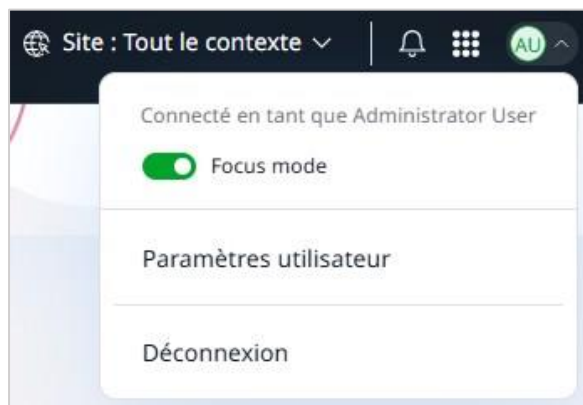 Site : Tout le contexte
AU
Connecté en tant que Administrator User
Focus mode
Paramètres utilisateur
Déconnexion